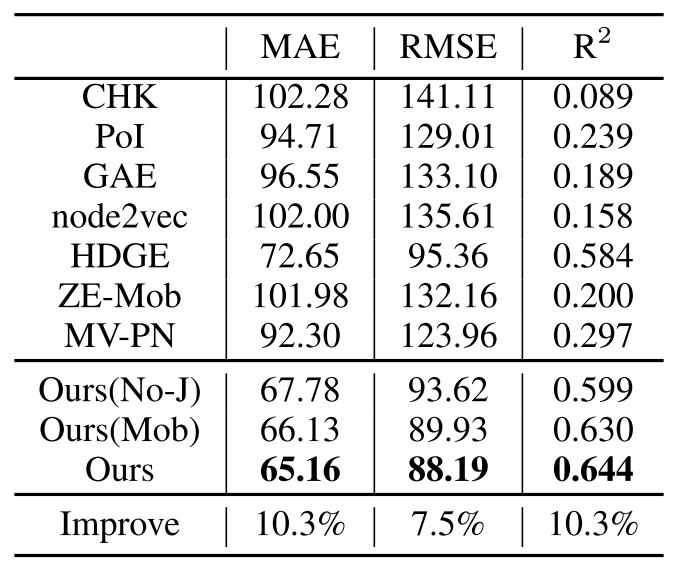 MAE RMSE R²
CHK 102.28 141.11 0.089
PoI 94.71 129.01 0.239
GAE 96.55 133.10 0.189
node2vec 102.00 135.61 0.158
HDGE 72.65 95.36 0.584
ZE-Mob 101.98 132.16 0.200
MV-PN 92.30 123.96 0.297
Ours(No-J) 67.78 93.62 0.599
Ours(Mob) 66.13 89.93 0.630
Ours 65.16 88.19 0.644
Improve 10.3% 7.5% 10.3%